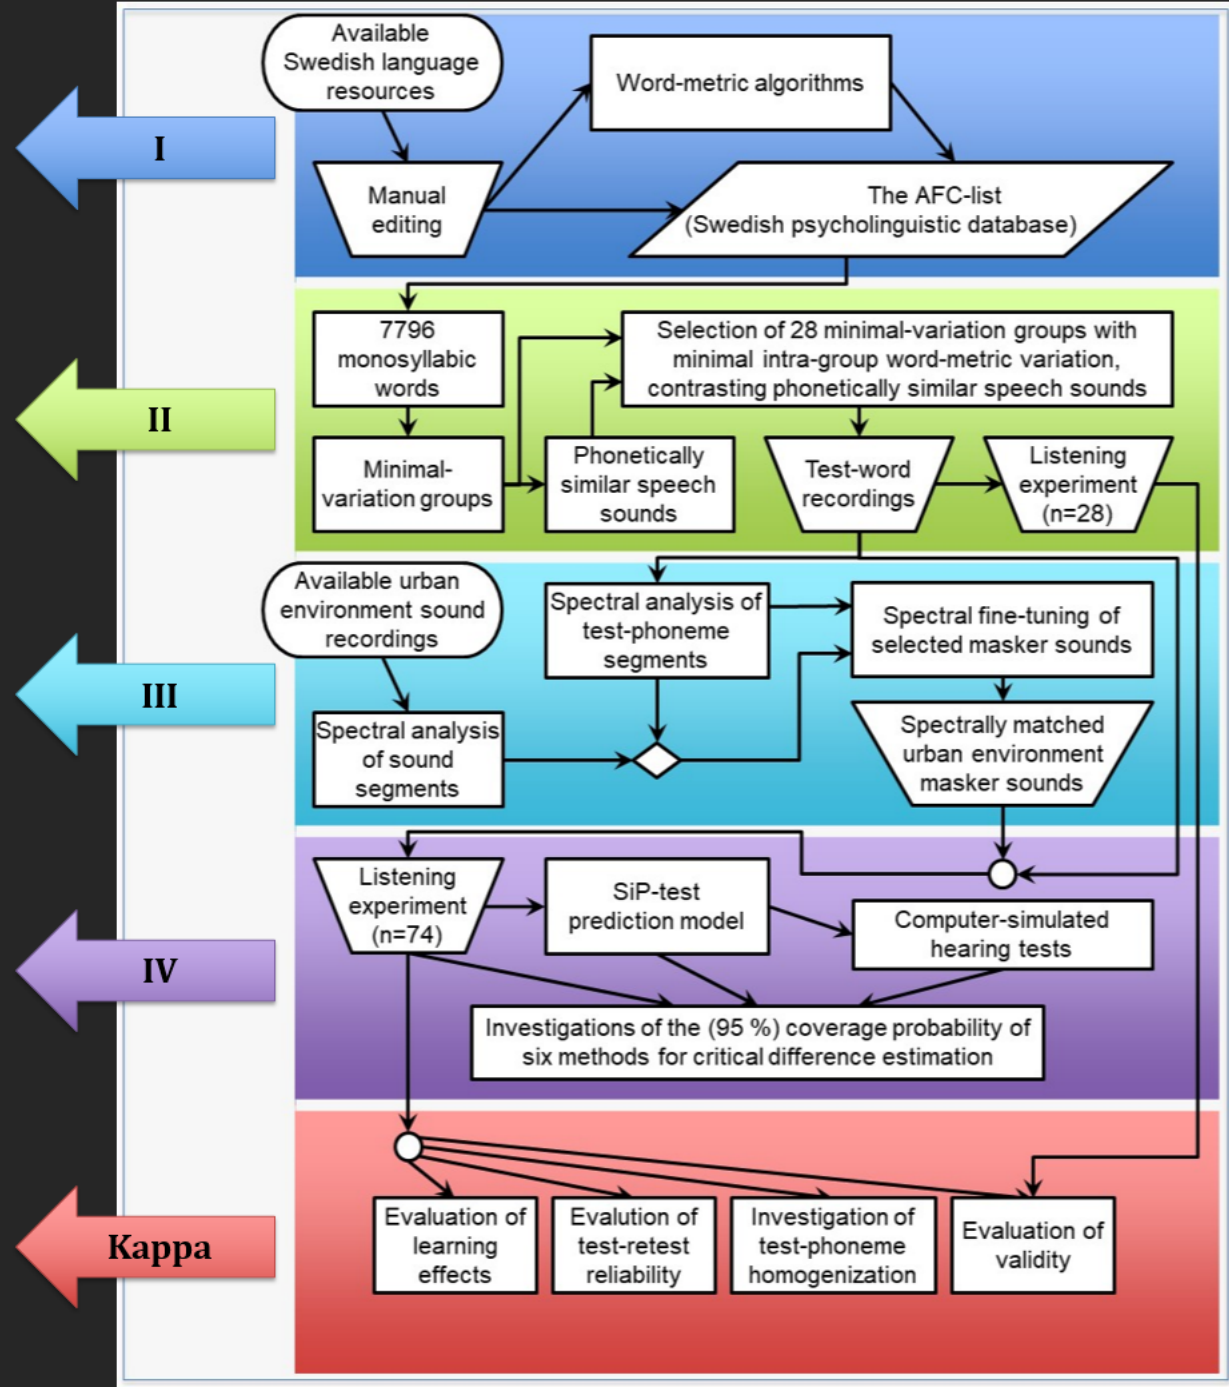 Available
Swedish language
resources
Word-metric algorithms
I
Manual
editing
The AFC-list
(Swedish psycholinguistic database)
7796
monosyllabic
words
Selection of 28 minimal-variation groups with
minimal intra-group word-metric variation,
contrasting phonetically similar speech sounds
II
Minimal-
variation groups
Phonetically
similar speech
sounds
Test-word
recordings
Listening
experiment
(n=28)
Available urban
environment sound
recordings
Spectral analysis of
test-phoneme
segments
Spectral fine-tuning of
selected masker sounds
III
Spectral analysis
of sound
segments
Spectrally matched
urban environment
masker sounds
Listening
experiment
(n=74)
SiP-test
prediction model
Computer-simulated
hearing tests
IV
Investigations of the (95 %) coverage probability of
six methods for critical difference estimation
Kappa
Evaluation of
learning
effects
Evalution of
test-retest
reliability
Investigation of
test-phoneme
homogenization
Evaluation of
validity